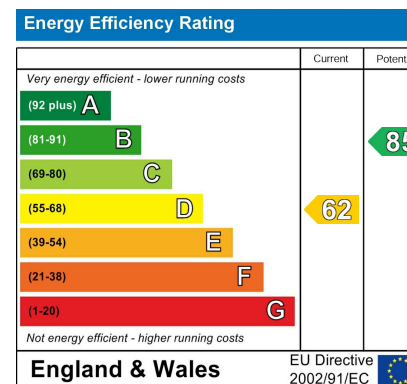 Energy Efficiency Rating
Current Potent
Very energy efficient - lower running costs
(92 plus) A
(81-91) B 85
(69-80) C
(55-68) D 62
(39-54) E
(21-38) F
(1-20) G
Not energy efficient - higher running costs
England & Wales
EU Directive
2002/91/EC